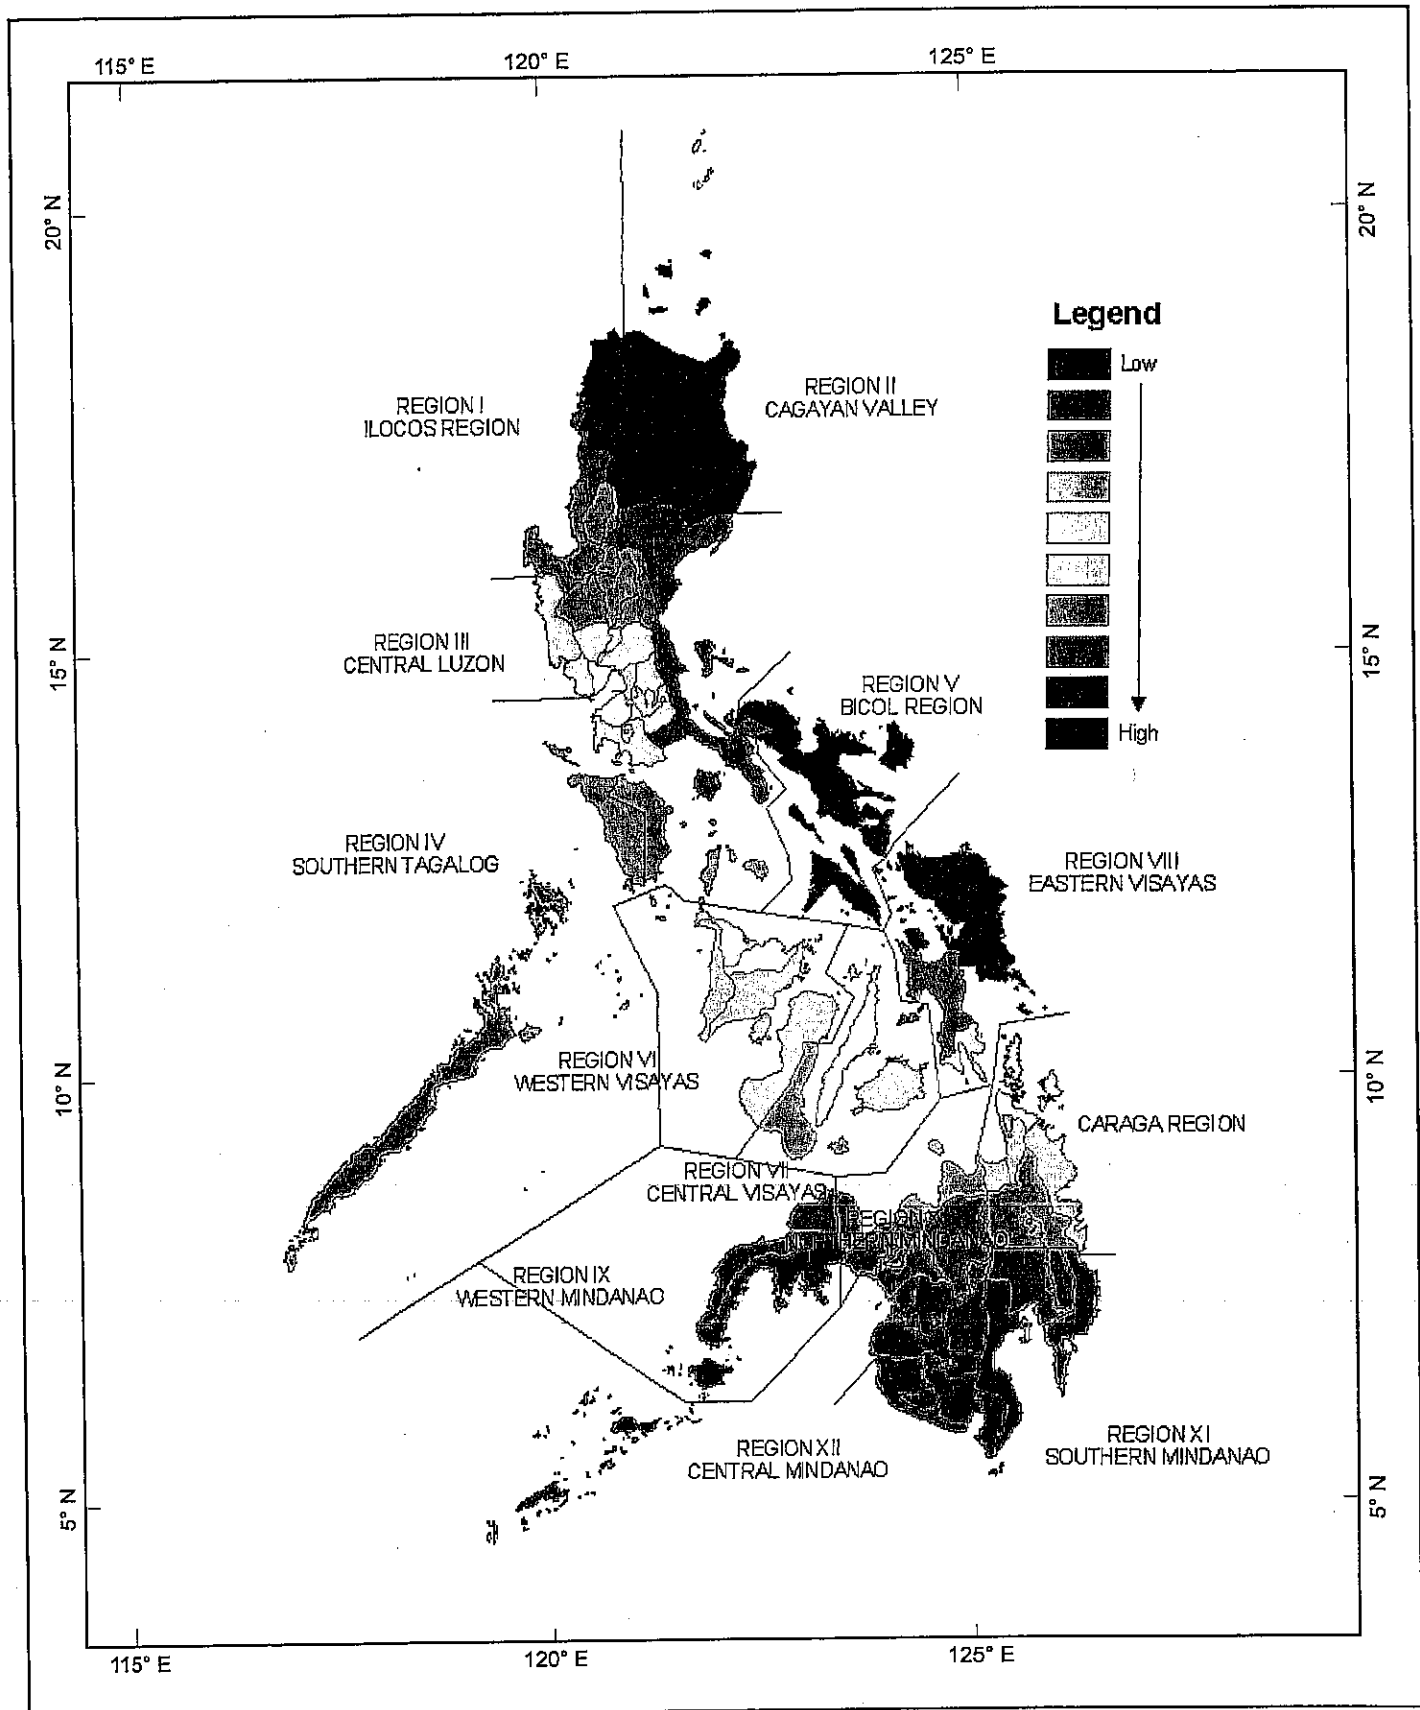 115° E
120° E
125° E
20° N
20° N
Legend
Low
High
REGION I
ILOCOS REGION
REGION II
CAGAYAN VALLEY
15° N
15° N
REGION III
CENTRAL LUZON
REGION V
BICOL REGION
REGION IV
SOUTHERN TAGALOG
REGION VIII
EASTERN VISAYAS
10° N
10° N
REGION VI
WESTERN VISAYAS
CARAGA REGION
REGION VII
CENTRAL VISAYAS
REGION
MINDANAO
REGION IX
WESTERN MINDANAO
REGION XII
CENTRAL MINDANAO
REGION XI
SOUTHERN MINDANAO
5° N
5° N
115° E
120° E
125° E